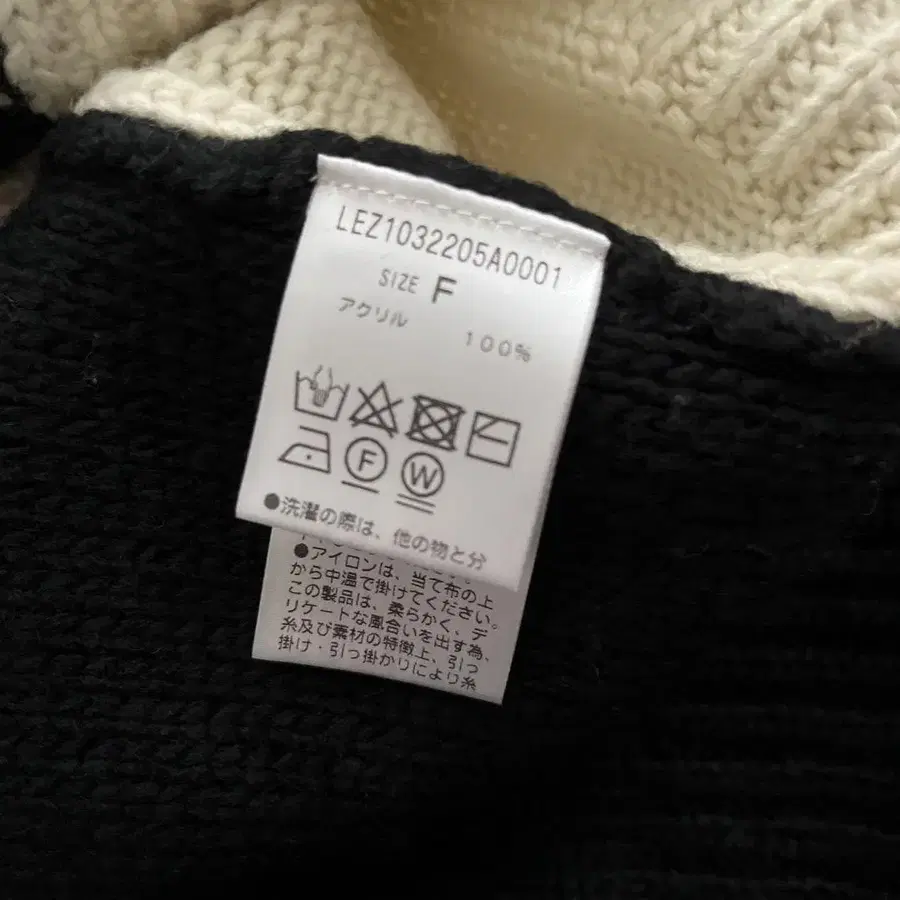 LEZ1032205A0001
SIZE F
アクリル 100%
F W
●洗濯の際は、他の物と分
●アイロンは、当て布の上
から中温で掛けてください。
この製品は、柔らかく、デ
リケートな風合いを出す為、
糸及び素材の特徴上、引っ
掛け・引っ掛かりにより糸